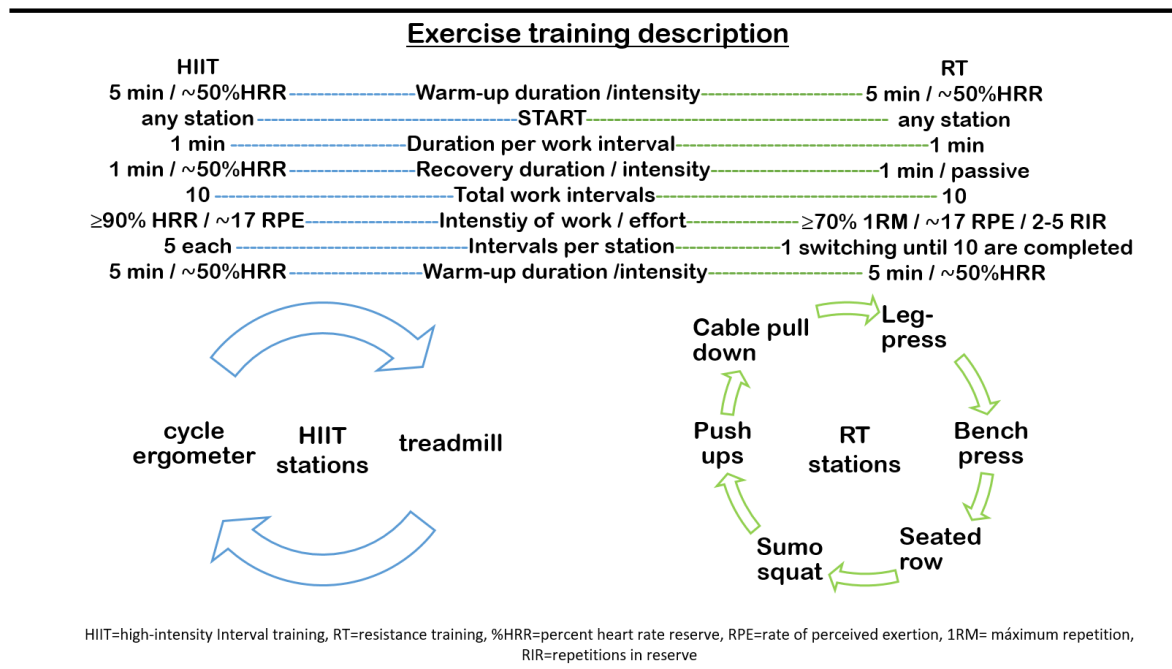 Exercise training description
HIIT RT
5 min / ~50%HRR Warm-up duration /intensity 5 min / ~50%HRR
any station START any station
1 min Duration per work interval 1 min
1 min / ~50%HRR Recovery duration / intensity 1 min / passive
10 Total work intervals 10
≥90% HRR / ~17 RPE Intenstiy of work / effort ≥70% 1RM / ~17 RPE / 2-5 RIR
5 each Intervals per station 1 switching until 10 are completed
5 min / ~50%HRR Warm-up duration /intensity 5 min / ~50%HRR
cycle
ergometer
HIIT
stations
treadmill
Cable pull
down
Leg-
press
Push
ups
RT
stations
Bench
press
Sumo
squat
Seated
row
HIIT=high-intensity Interval training, RT=resistance training, %HRR=percent heart rate reserve, RPE=rate of perceived exertion, 1RM= máximum repetition,
RIR=repetitions in reserve